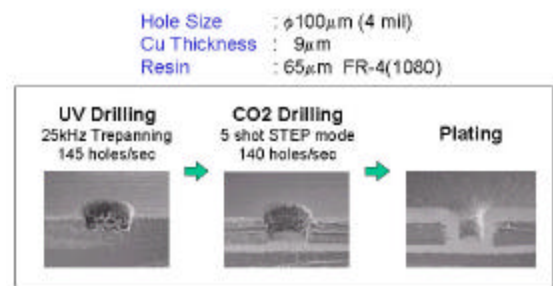 Hole Size : φ100μm (4 mil)
Cu Thickness : 9μm
Resin : 65μm FR-4(1080)
UV Drilling
25kHz Trepanning
145 holes/sec
CO2 Drilling
5 shot STEP mode
140 holes/sec
Plating